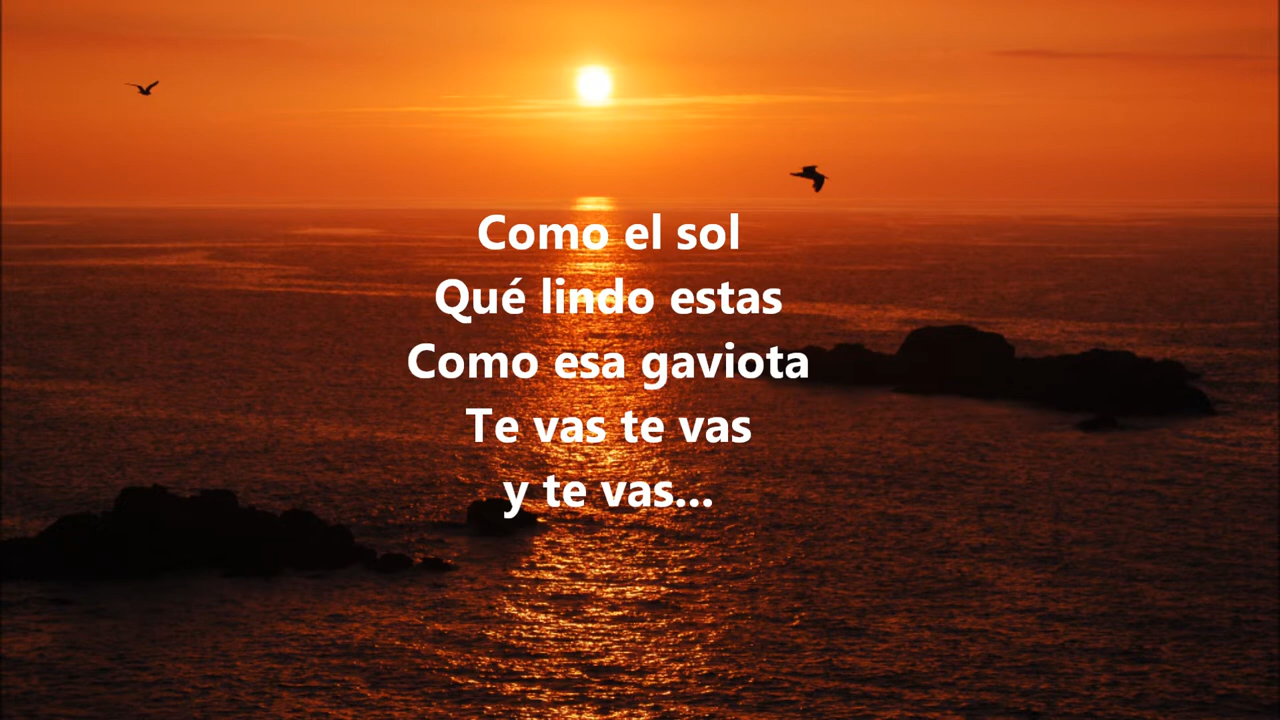 Como el sol
Qué lindo estas
Como esa gaviota
Te vas te vas
y te vas...